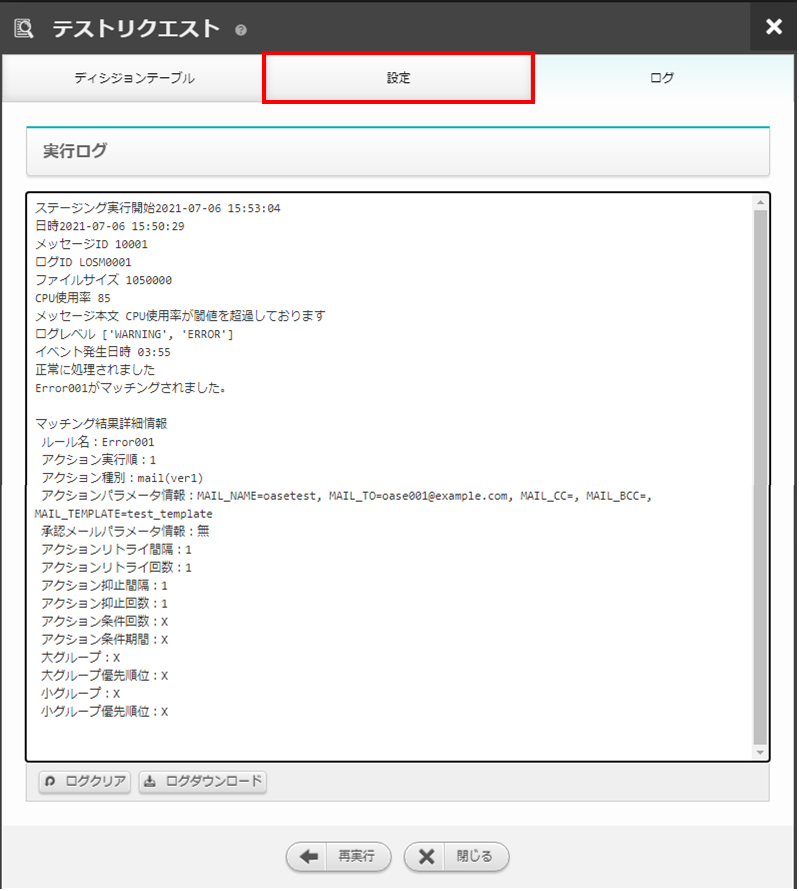 テストリクエスト
ディシジョンテーブル
設定
ログ
実行ログ
ステージング実行開始2021-07-06 15:53:04
日時2021-07-06 15:50:29
メッセージID 10001
ログID LOSM0001
ファイルサイズ 1050000
CPU使用率 85
メッセージ本文 CPU使用率が閾値を超過しております
ログレベル ['WARNING', 'ERROR']
イベント発生日時 03:55
正常に処理されました
Error001がマッチングされました。
マッチング結果詳細情報
ルール名：Error001
アクション実行順：1
アクション種別：mail(ver1)
アクションパラメータ情報：MAIL_NAME=oasetest, MAIL_TO=oase001@example.com, MAIL_CC=, MAIL_BCC=,
MAIL_TEMPLATE=test_template
承認メールパラメータ情報：無
アクションリトライ間隔：1
アクションリトライ回数：1
アクション抑止間隔：1
アクション抑止回数：1
アクション条件回数：X
アクション条件期間：X
大グループ：X
大グループ優先順位：X
小グループ：X
小グループ優先順位：X
ログクリア
ログダウンロード
再実行
閉じる